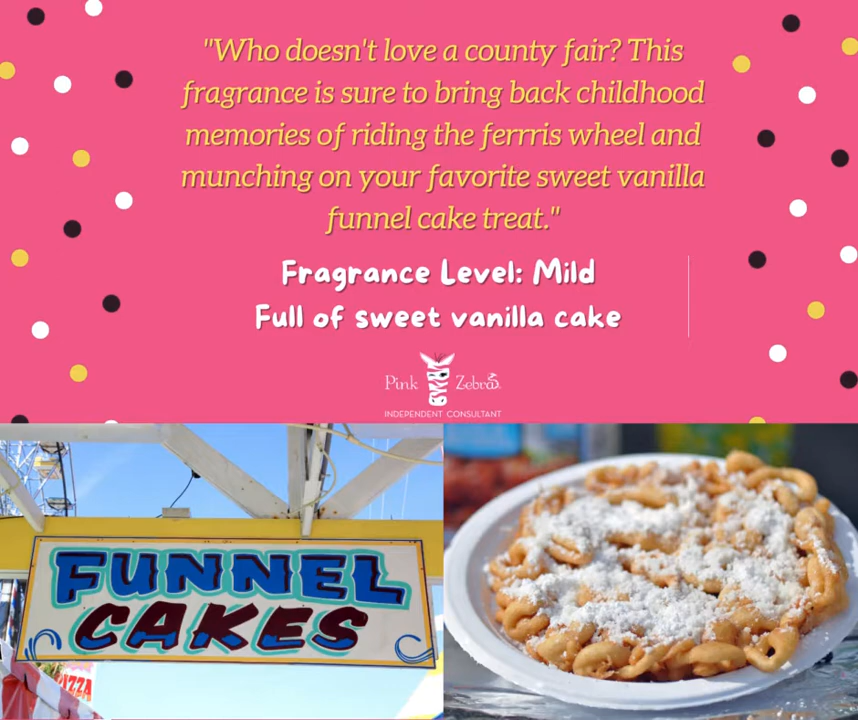 "Who doesn't love a county fair? This
fragrance is sure to bring back childhood
memories of riding the ferrris wheel and
munching on your favorite sweet vanilla
funnel cake treat."
Fragrance Level: Mild
Full of sweet vanilla cake
Pink Zebra
INDEPENDENT CONSULTANT
FUNNEL
CAKES
PIZZA